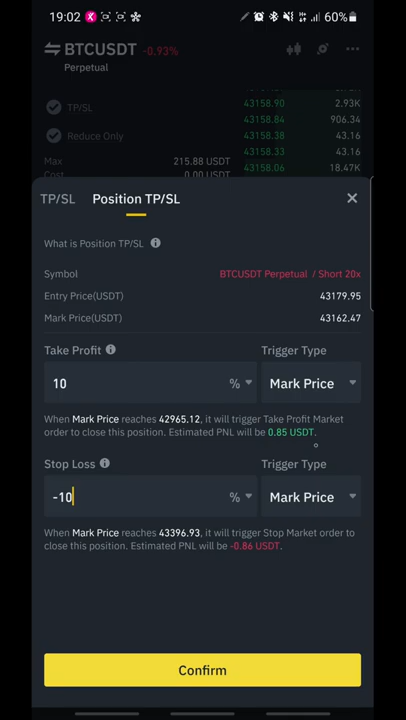 19:02
60%
BTCUSDT -0.93%
Perpetual
TP/SL
43158.90 2.93K
43158.84 906.34
Reduce Only
43158.38 43.16
43158.33 43.16
Max 215.88 USDT
43158.06 18.47K
Cost 0.00 USDT
TP/SL Position TP/SL
What is Position TP/SL
Symbol BTCUSDT Perpetual / Short 20x
Entry Price(USDT) 43179.95
Mark Price(USDT) 43162.47
Take Profit Trigger Type
10 % Mark Price
When Mark Price reaches 42965.12, it will trigger Take Profit Market
order to close this position. Estimated PNL will be 0.85 USDT.
Stop Loss Trigger Type
-10 % Mark Price
When Mark Price reaches 43396.93, it will trigger Stop Market order to
close this position. Estimated PNL will be -0.86 USDT.
Confirm